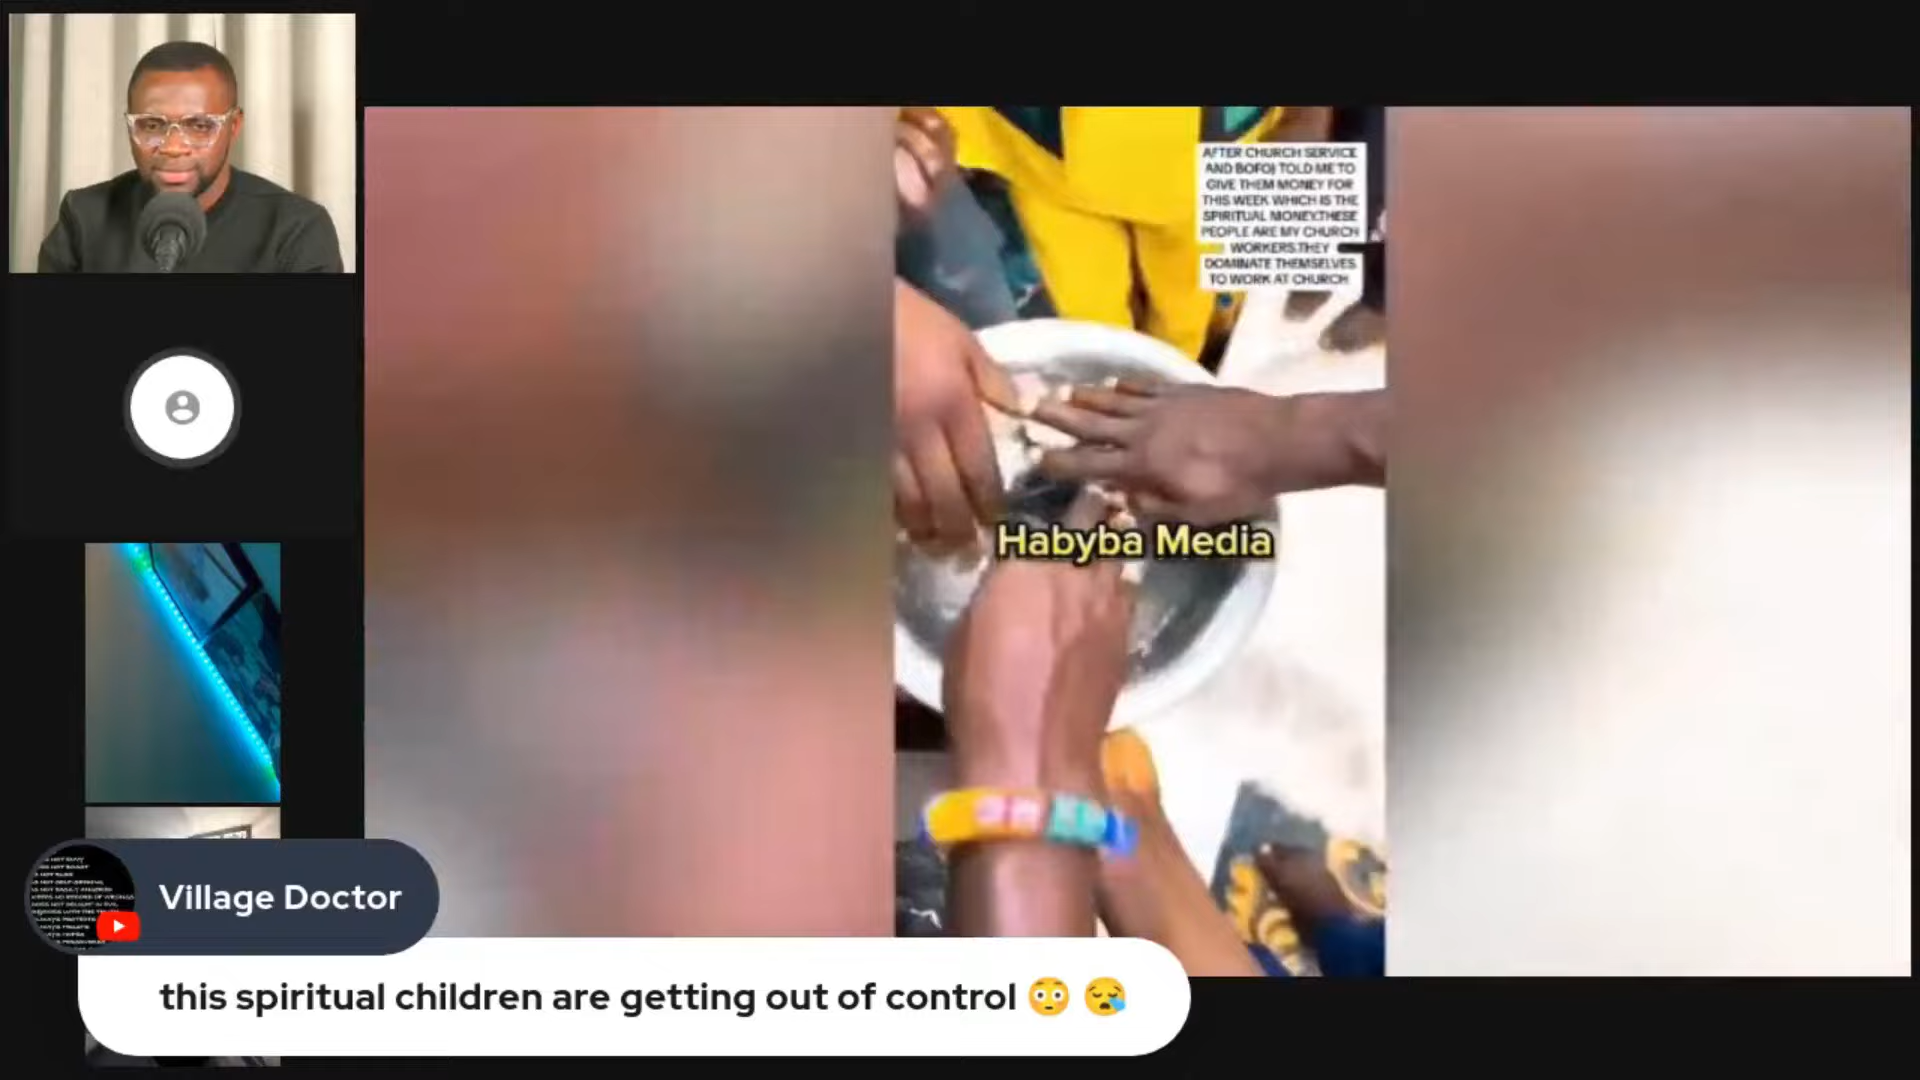 AFTER CHURCH SERVICE
AND BOFOJ TOLD ME TO
GIVE THEM MONEY FOR
THIS WEEK WHICH IS THE
SPIRITUAL MONEY.THESE
PEOPLE ARE MY CHURCH
WORKERS.THEY
DOMINATE THEMSELVES
TO WORK AT CHURCH
Habyba Media
Village Doctor
this spiritual children are getting out of control 😳 😪